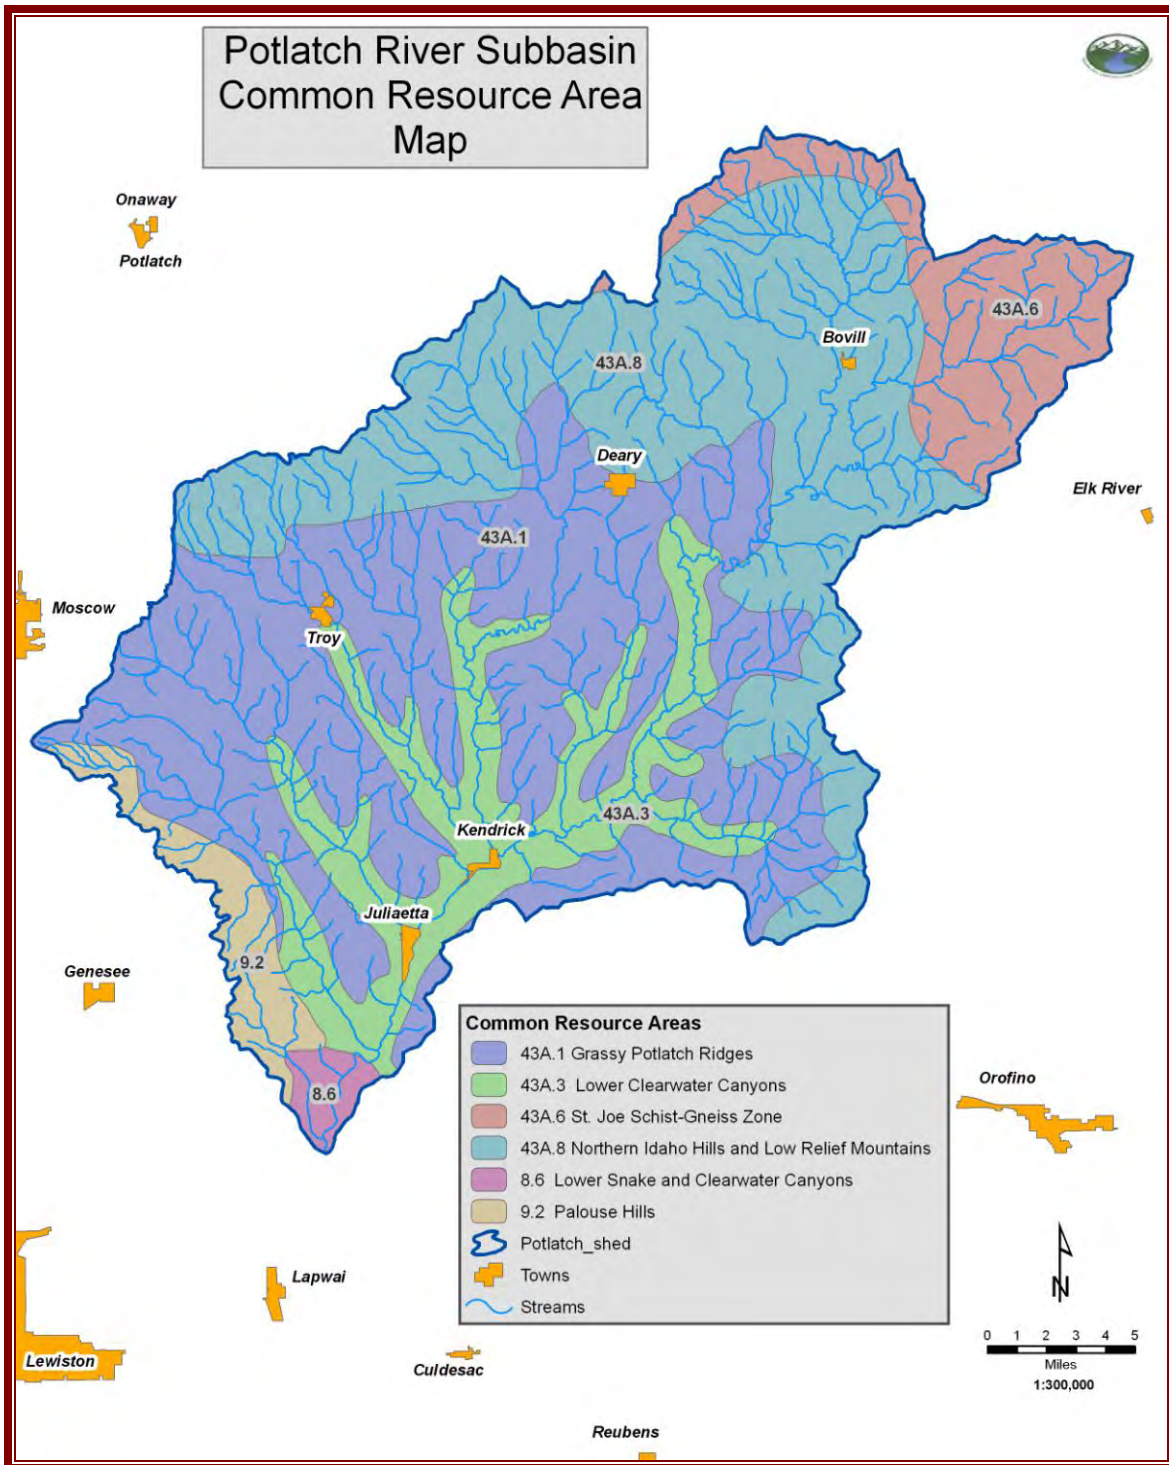 Potlatch River Subbasin
Common Resource Area
Map
Onaway
Potlatch
43A.6
Bovill
43A.8
Deary
Elk River
43A.1
Moscow
Troy
43A.3
Kendrick
Juliaetta
9.2
Genesee
8.6
Common Resource Areas
43A.1 Grassy Potlatch Ridges
43A.3 Lower Clearwater Canyons
43A.6 St. Joe Schist-Gneiss Zone
43A.8 Northern Idaho Hills and Low Relief Mountains
8.6 Lower Snake and Clearwater Canyons
9.2 Palouse Hills
Potlatch_shed
Towns
Streams
Orofino
N
0 1 2 3 4 5
Miles
1:300,000
Lapwai
Lewiston
Culdesac
Reubens